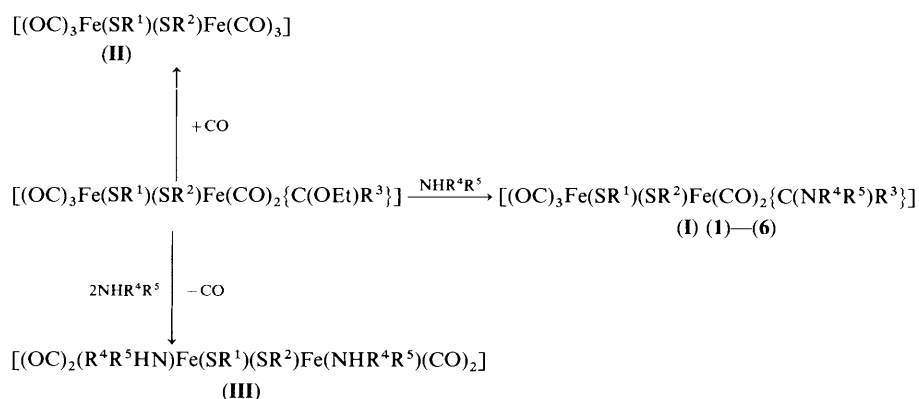 [(OC)₃Fe(SR¹)(SR²)Fe(CO)₃]
(II)
+CO
[(OC)₃Fe(SR¹)(SR²)Fe(CO)₂{C(OEt)R³}] NHR⁴R⁵ [(OC)₃Fe(SR¹)(SR²)Fe(CO)₂{C(NR⁴R⁵)R³}]
(I) (1)—(6)
2NHR⁴R⁵ −CO
[(OC)₂(R⁴R⁵HN)Fe(SR¹)(SR²)Fe(NHR⁴R⁵)(CO)₂]
(III)